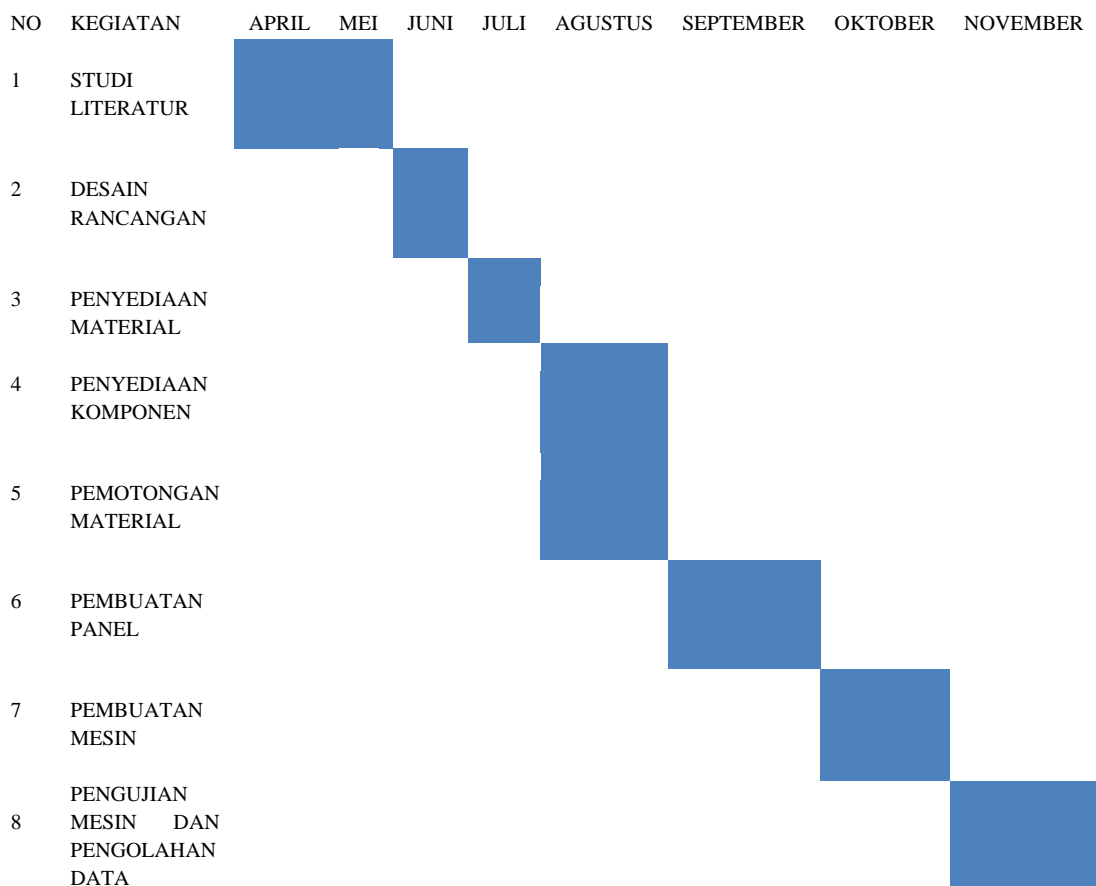 NO KEGIATAN APRIL MEI JUNI JULI AGUSTUS SEPTEMBER OKTOBER NOVEMBER
1 STUDI
LITERATUR
2 DESAIN
RANCANGAN
3 PENYEDIAAN
MATERIAL
4 PENYEDIAAN
KOMPONEN
5 PEMOTONGAN
MATERIAL
6 PEMBUATAN
PANEL
7 PEMBUATAN
MESIN
PENGUJIAN
8 MESIN DAN
PENGOLAHAN
DATA